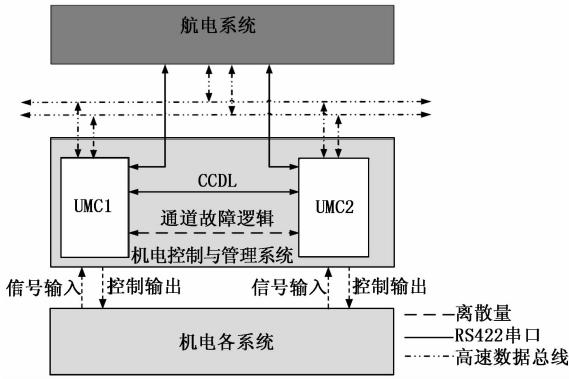 航电系统
CCDL
UMC1
UMC2
通道故障逻辑
机电控制与管理系统
信号输入
控制输出
信号输入
控制输出
机电各系统
离散量
RS422串口
高速数据总线